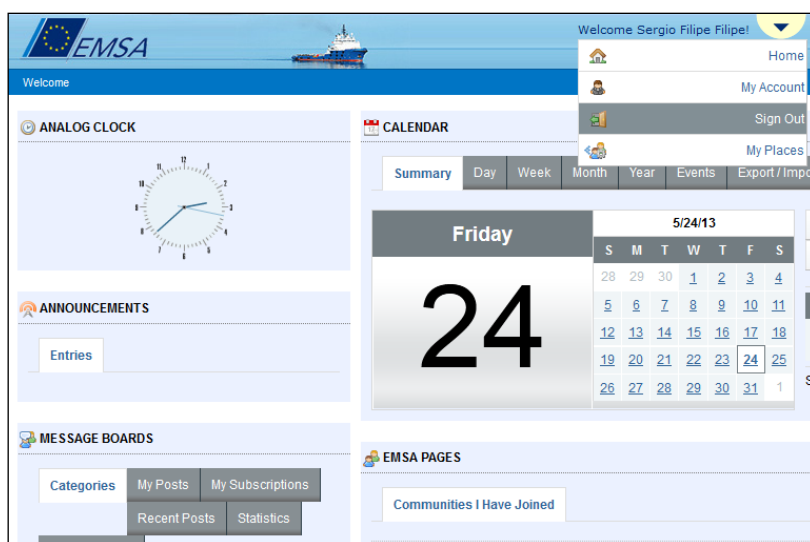 EMSA
Welcome Sergio Filipe Filipe!
Home
My Account
Sign Out
My Places
Welcome
ANALOG CLOCK
12
CALENDAR
Summary Day Week Month Year Events Export / Impo
Friday
24
5/24/13
S M T W T F S
28 29 30 1 2 3 4
5 6 7 8 9 10 11
12 13 14 15 16 17 18
19 20 21 22 23 24 25
26 27 28 29 30 31 1
ANNOUNCEMENTS
Entries
MESSAGE BOARDS
Categories My Posts My Subscriptions
Recent Posts Statistics
EMSA PAGES
Communities I Have Joined